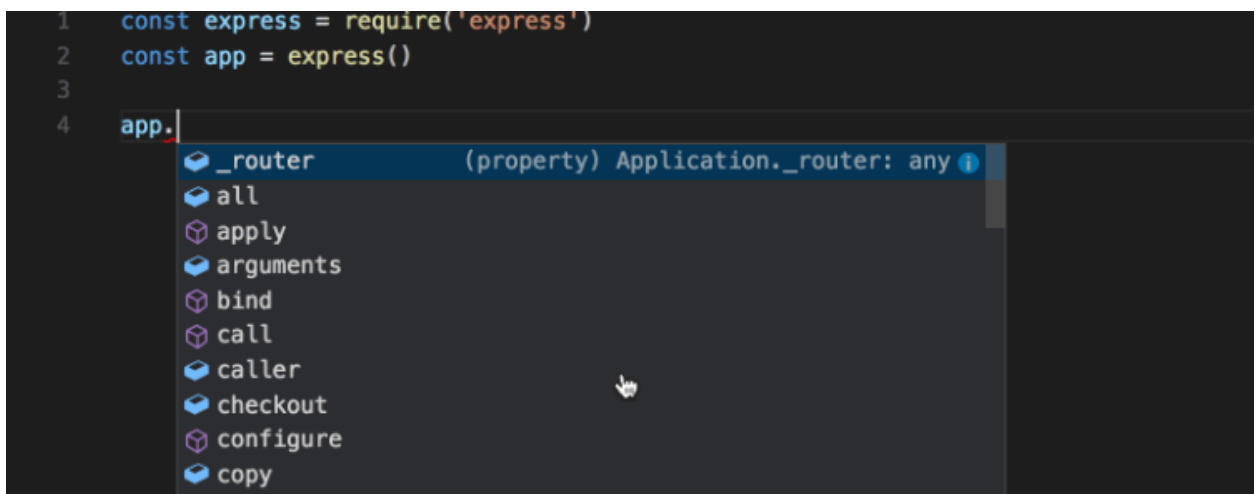 1 const express = require('express')
2 const app = express()
3
4 app.
_router (property) Application._router: any
all
apply
arguments
bind
call
caller
checkout
configure
copy